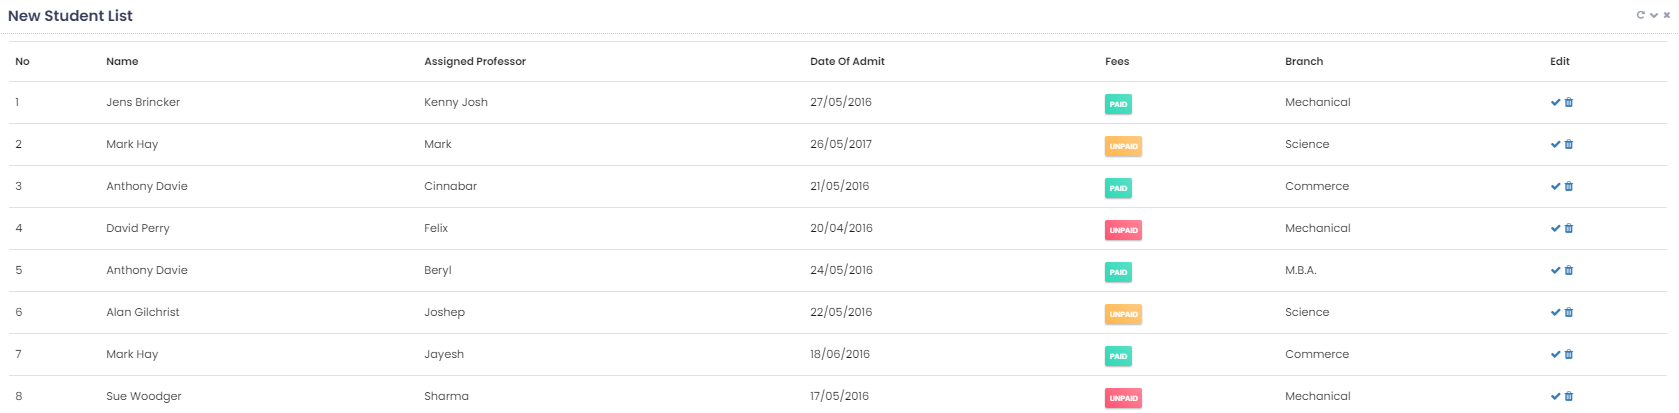 New Student List
No Name Assigned Professor Date Of Admit Fees Branch Edit
1 Jens Brincker Kenny Josh 27/05/2016 PAID Mechanical
2 Mark Hay Mark 26/05/2017 UNPAID Science
3 Anthony Davie Cinnabar 21/05/2016 PAID Commerce
4 David Perry Felix 20/04/2016 UNPAID Mechanical
5 Anthony Davie Beryl 24/05/2016 PAID M.B.A.
6 Alan Gilchrist Joshep 22/05/2016 UNPAID Science
7 Mark Hay Jayesh 18/06/2016 PAID Commerce
8 Sue Woodger Sharma 17/05/2016 UNPAID Mechanical